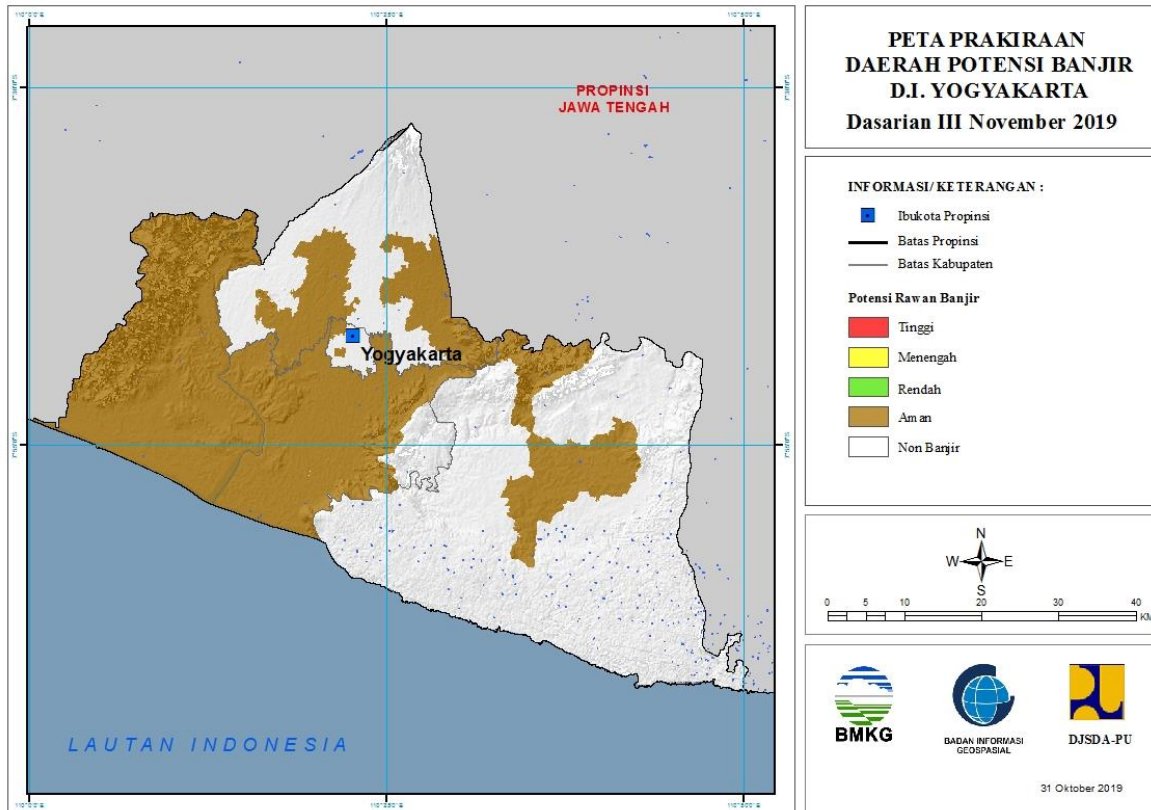 PROPINSI
JAWA TENGAH
Yogyakarta
LAUTAN INDONESIA
PETA PRAKIRAAN
DAERAH POTENSI BANJIR
D.I. YOGYAKARTA
Dasarian III November 2019
INFORMASI/ KETERANGAN :
Ibukota Propinsi
Batas Propinsi
Batas Kabupaten
Potensi Rawan Banjir
Tinggi
Menengah
Rendah
Aman
Non Banjir
N
W E
S
0 5 10 20 30 40
KM
BMKG
BADAN INFORMASI
GEOSPASIAL
DJSDA-PU
31 Oktober 2019